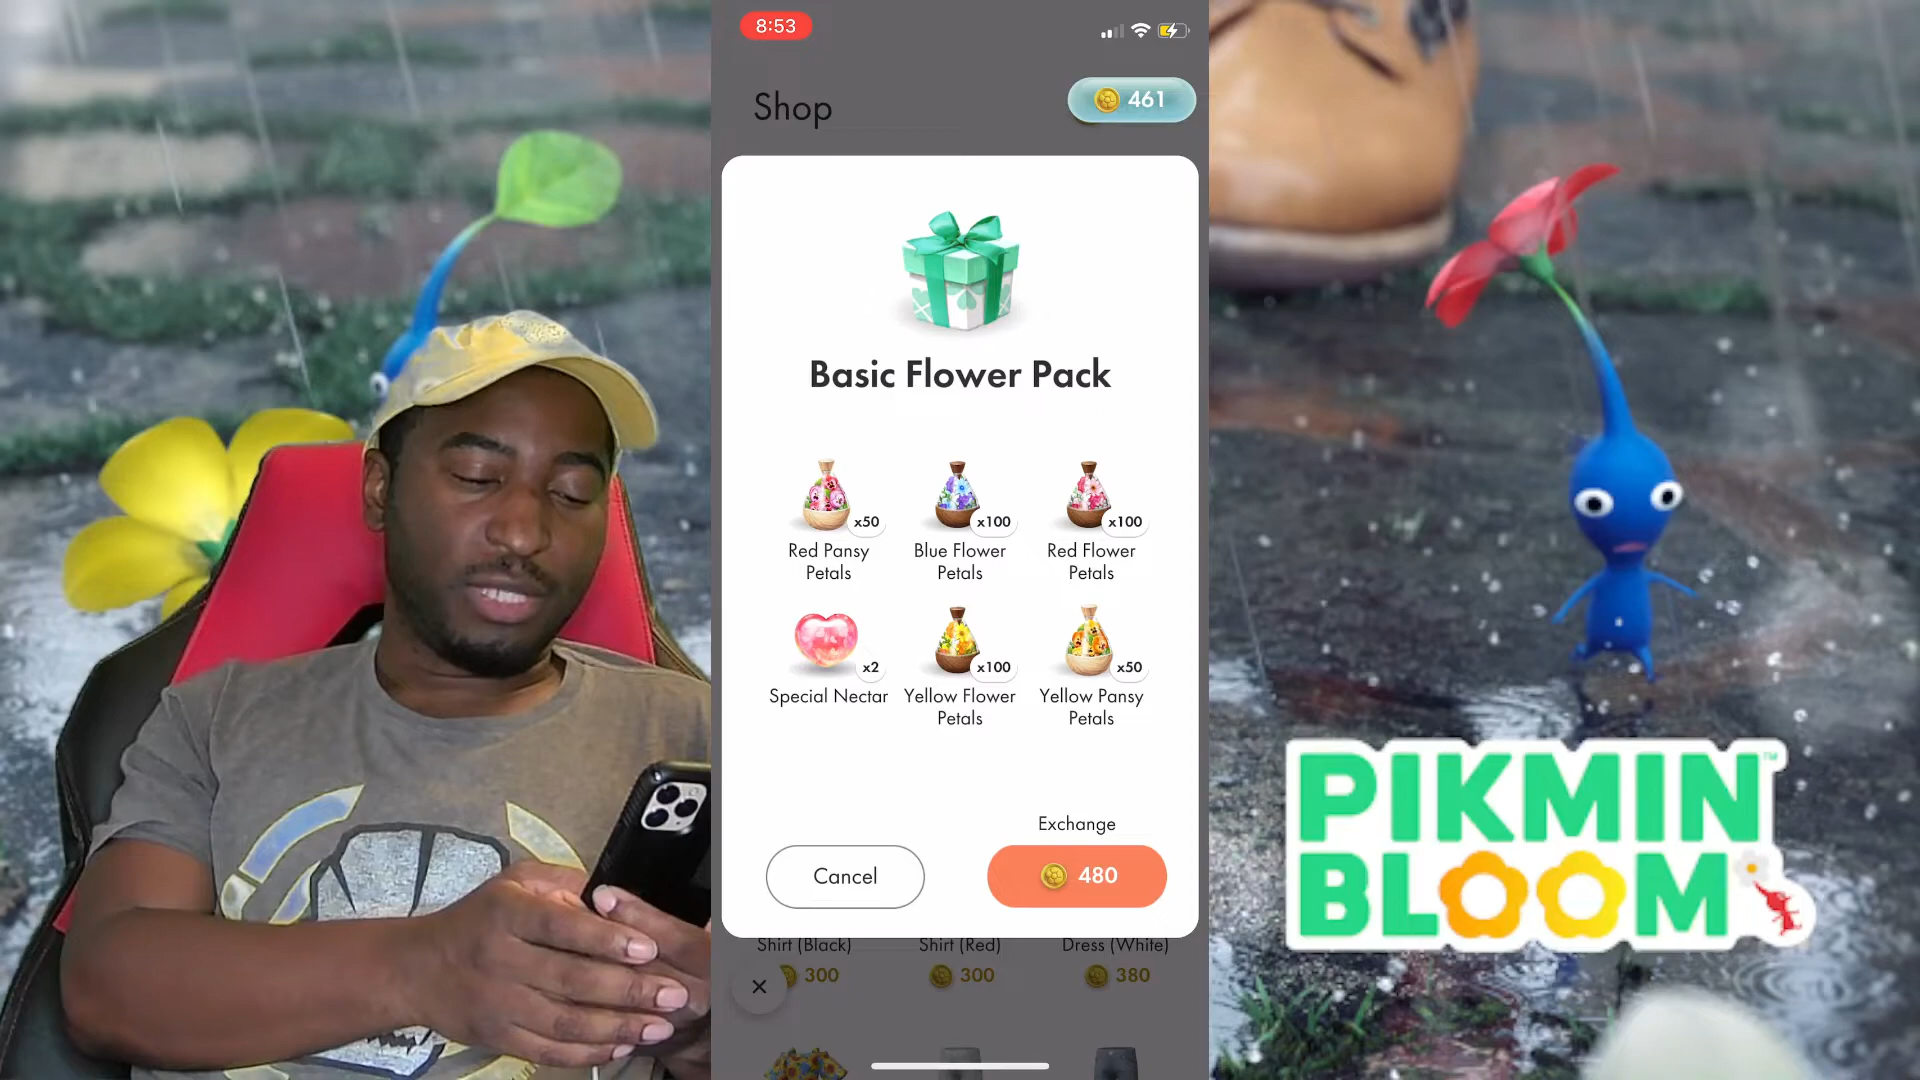 8:53
Shop
461
Basic Flower Pack
x50
x100
x100
Red Pansy
Petals
Blue Flower
Petals
Red Flower
Petals
x2
x100
x50
Special Nectar
Yellow Flower
Petals
Yellow Pansy
Petals
Exchange
Cancel
480
Shirt (Black)
Shirt (Red)
Dress (White)
300
300
380
PIKMIN™
BLOOM